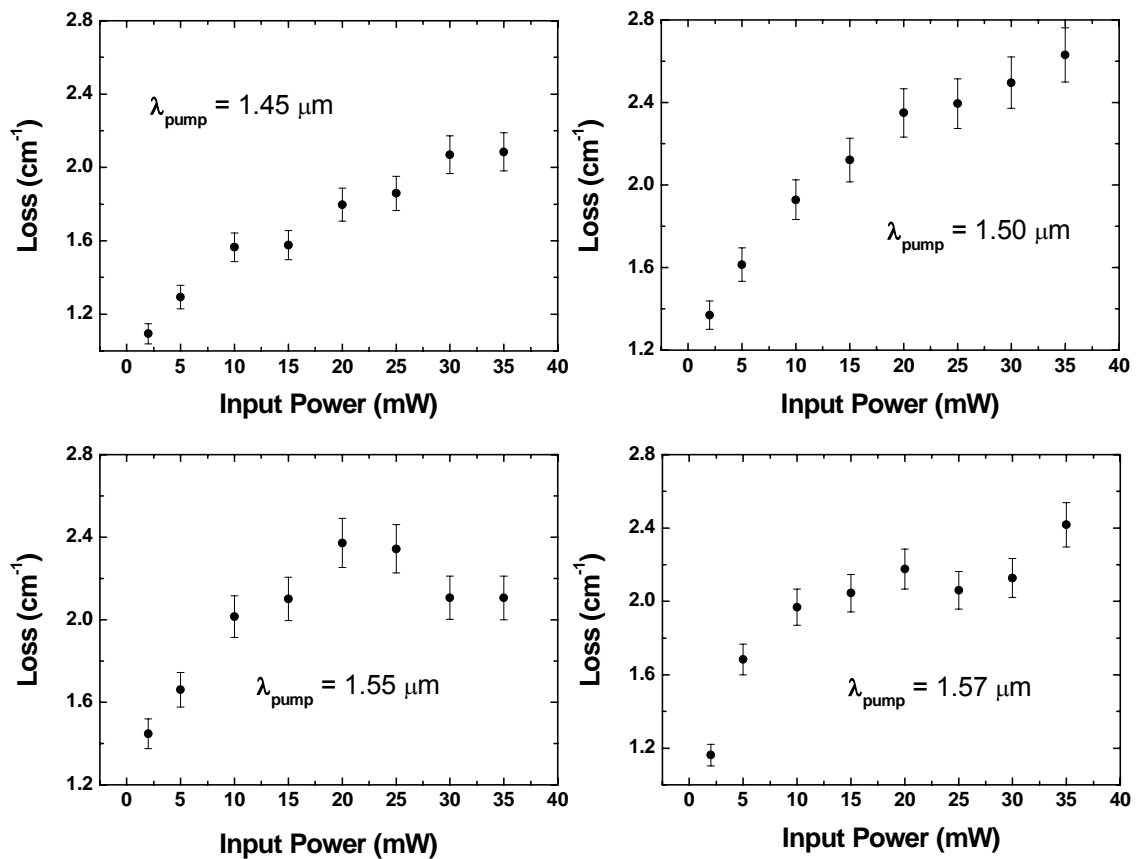 2.8
2.4
2.0
1.6
1.2
Loss (cm⁻¹)
λpump = 1.45 μm
0 5 10 15 20 25 30 35 40
Input Power (mW)
2.8
2.4
2.0
1.6
1.2
Loss (cm⁻¹)
λpump = 1.50 μm
0 5 10 15 20 25 30 35 40
Input Power (mW)
2.8
2.4
2.0
1.6
1.2
Loss (cm⁻¹)
λpump = 1.55 μm
0 5 10 15 20 25 30 35 40
Input Power (mW)
2.8
2.4
2.0
1.6
1.2
Loss (cm⁻¹)
λpump = 1.57 μm
0 5 10 15 20 25 30 35 40
Input Power (mW)